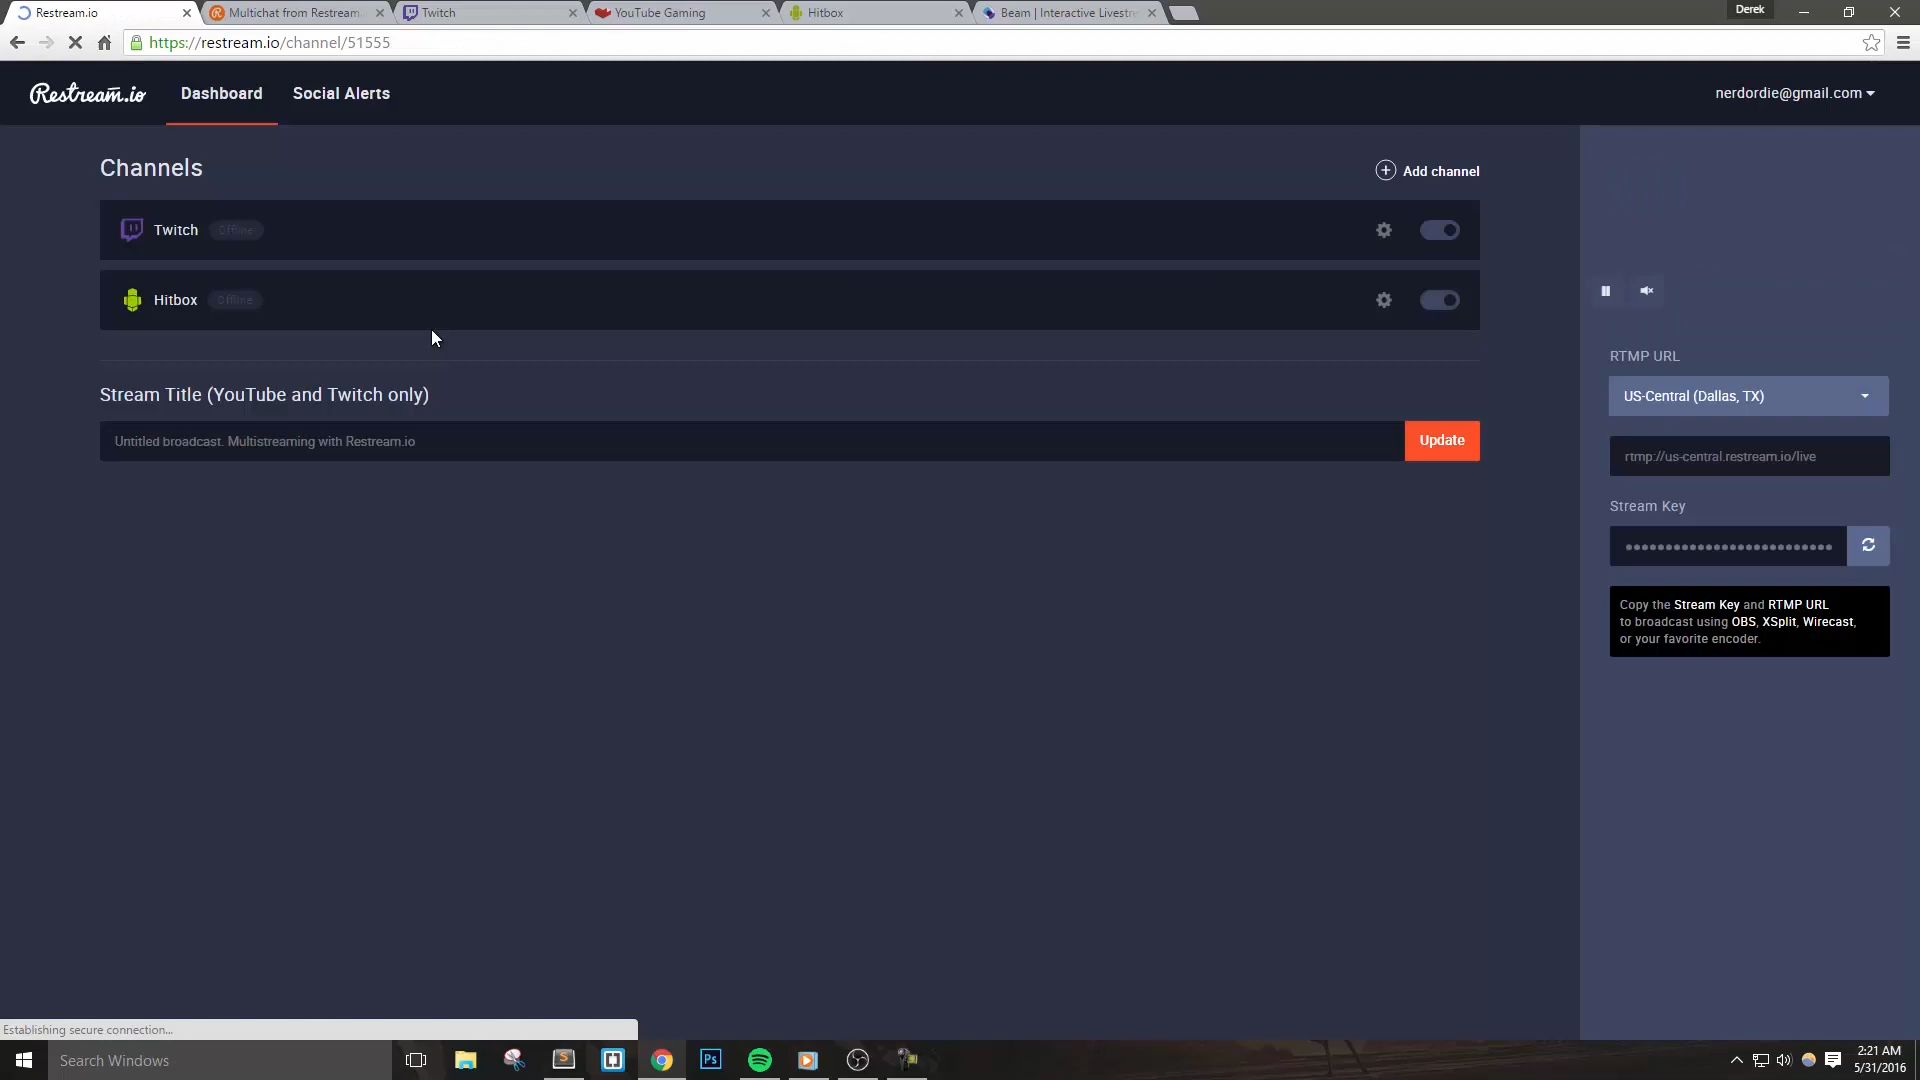 Restream.io
Multichat from Restream
Twitch
YouTube Gaming
Hitbox
Beam | Interactive Livestre
Derek
https://restream.io/channel/51555
Restream.io
Dashboard
Social Alerts
nerdordie@gmail.com
Channels
Add channel
Twitch
Offline
Hitbox
Offline
RTMP URL
Stream Title (YouTube and Twitch only)
US-Central (Dallas, TX)
Untitled broadcast. Multistreaming with Restream.io
Update
rtmp://us-central.restream.io/live
Stream Key
Copy the Stream Key and RTMP URL
to broadcast using OBS, XSplit, Wirecast,
or your favorite encoder.
Establishing secure connection...
Search Windows
Ps
2:21 AM
5/31/2016